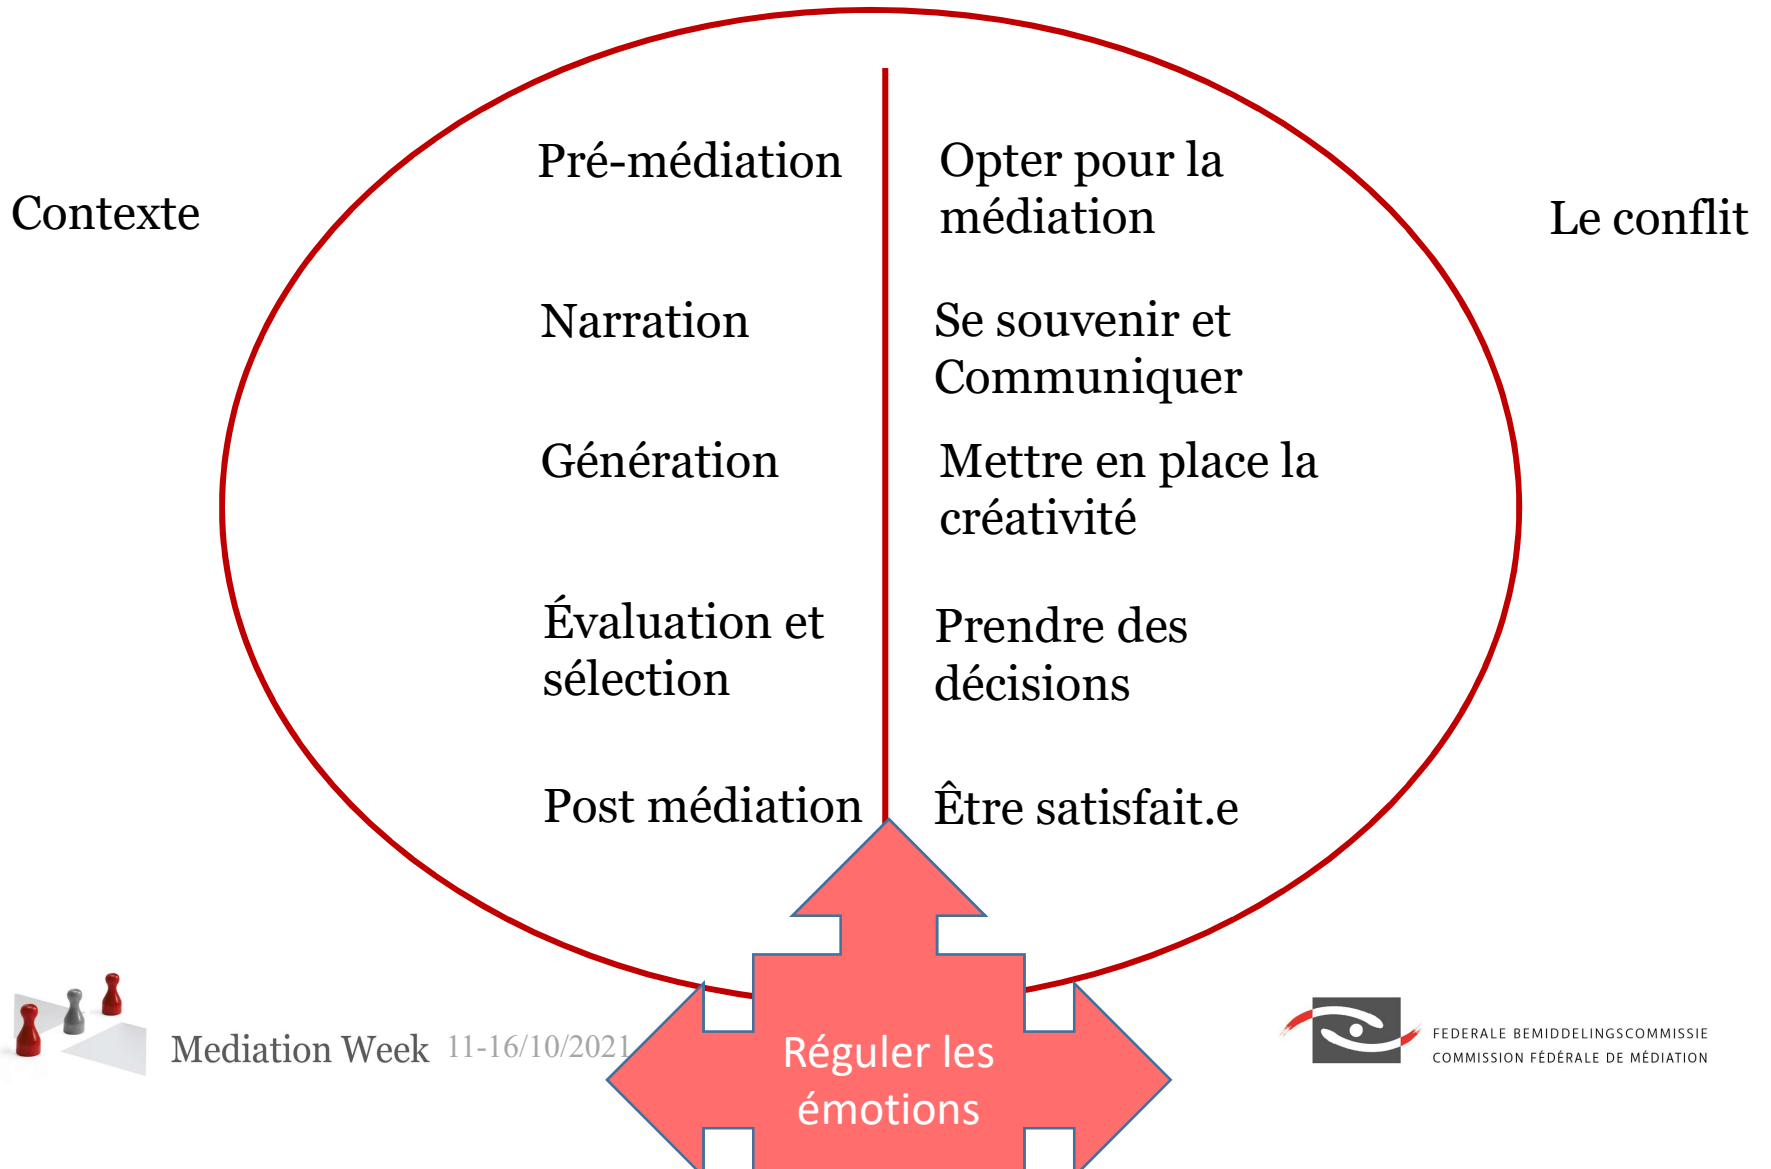 Contexte
Pré-médiation
Opter pour la
médiation
Le conflit
Narration
Se souvenir et
Communiquer
Génération
Mettre en place la
créativité
Évaluation et
sélection
Prendre des
décisions
Post médiation
Être satisfait.e
Réguler les
émotions
Mediation Week 11-16/10/2021
FEDERALE BEMIDDELINGSCOMMISSIE
COMMISSION FÉDÉRALE DE MÉDIATION